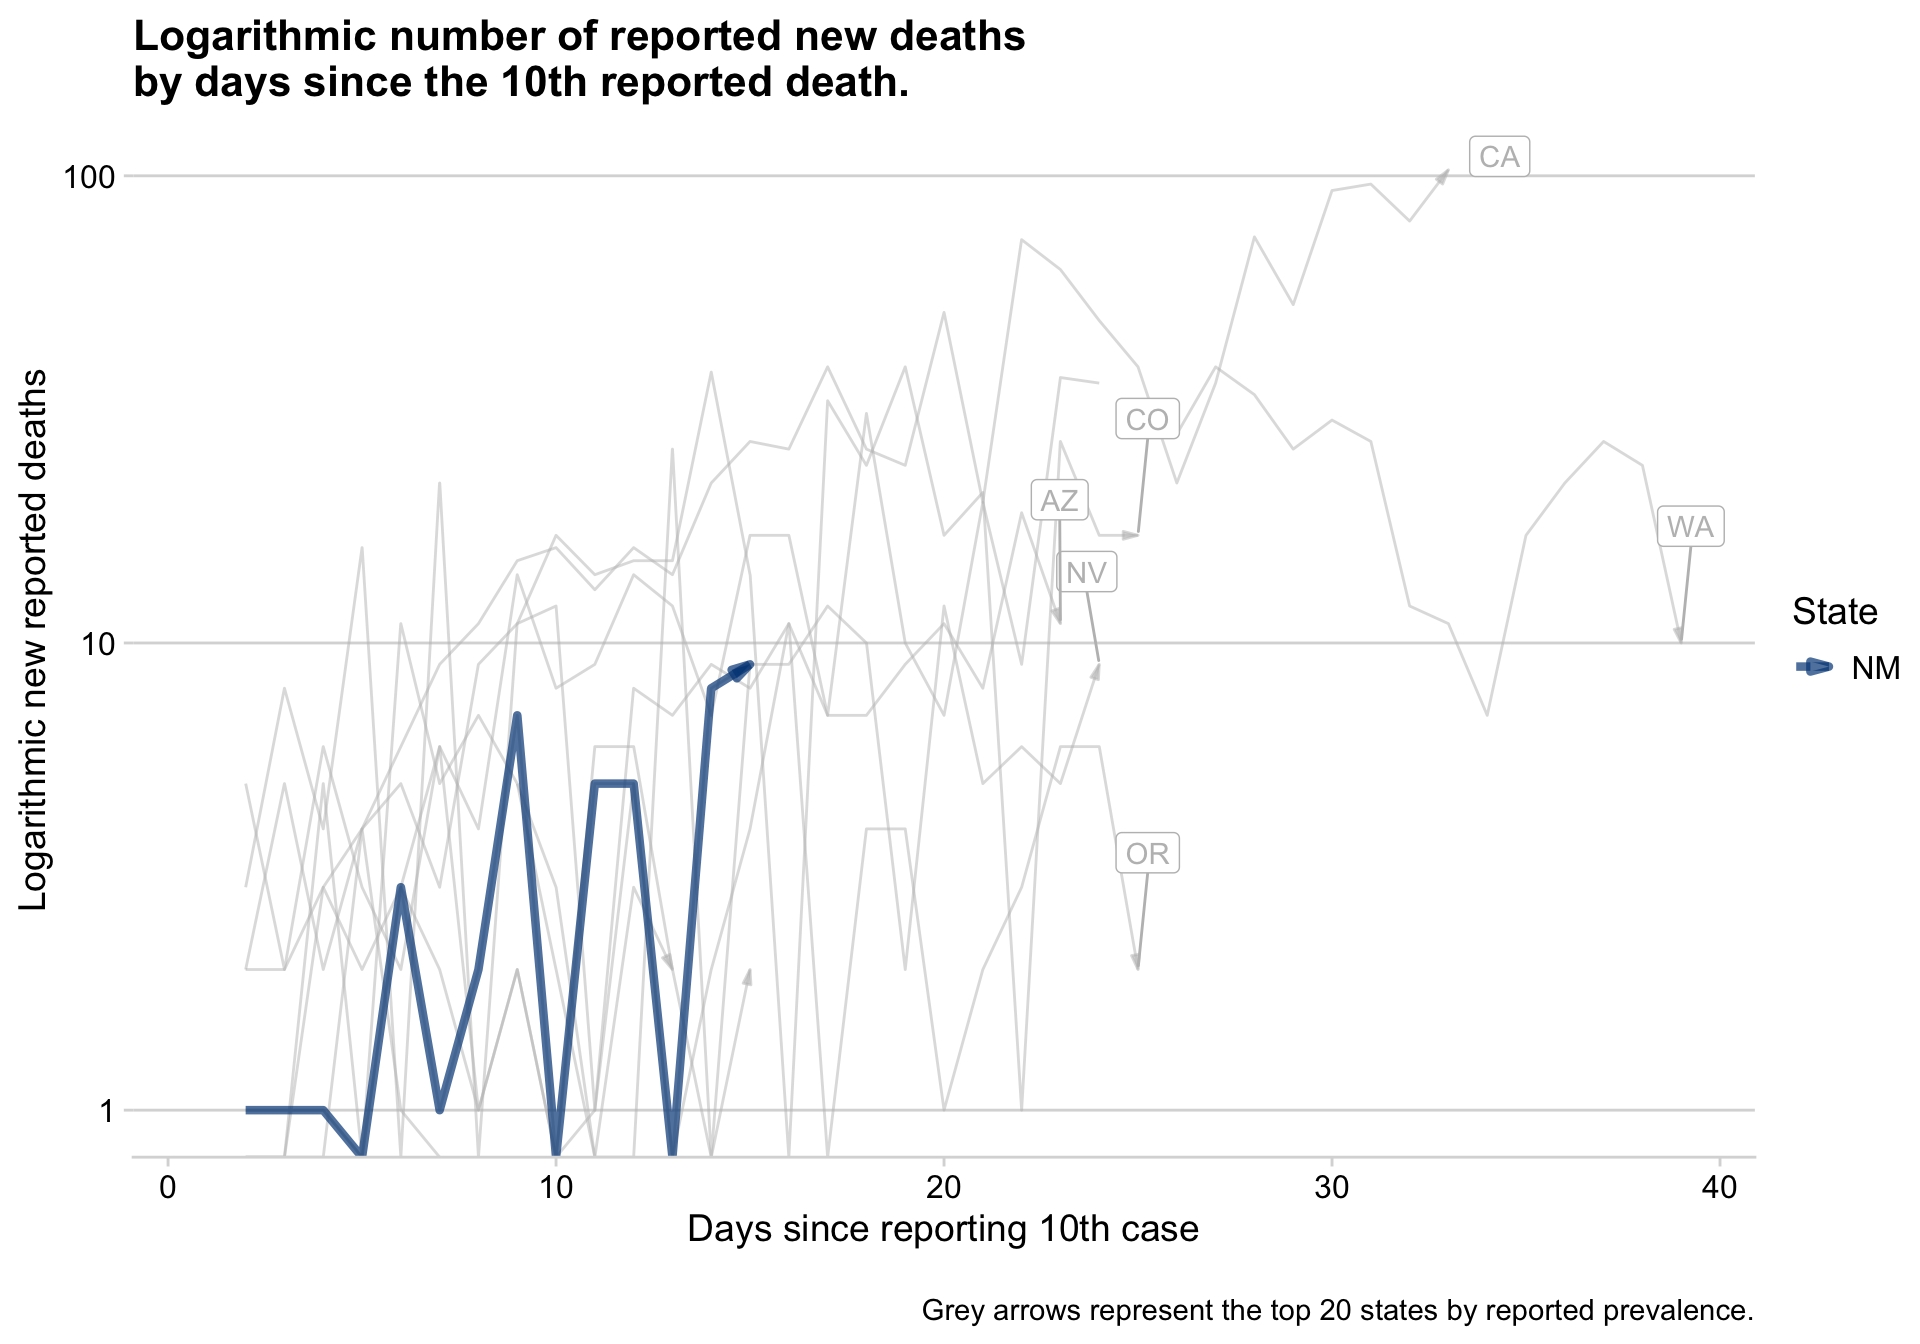 Logarithmic number of reported new deaths
by days since the 10th reported death.
Logarithmic new reported deaths
100
10
1
CA
CO
AZ
NV
WA
OR
State
NM
0
10
20
30
40
Days since reporting 10th case
Grey arrows represent the top 20 states by reported prevalence.